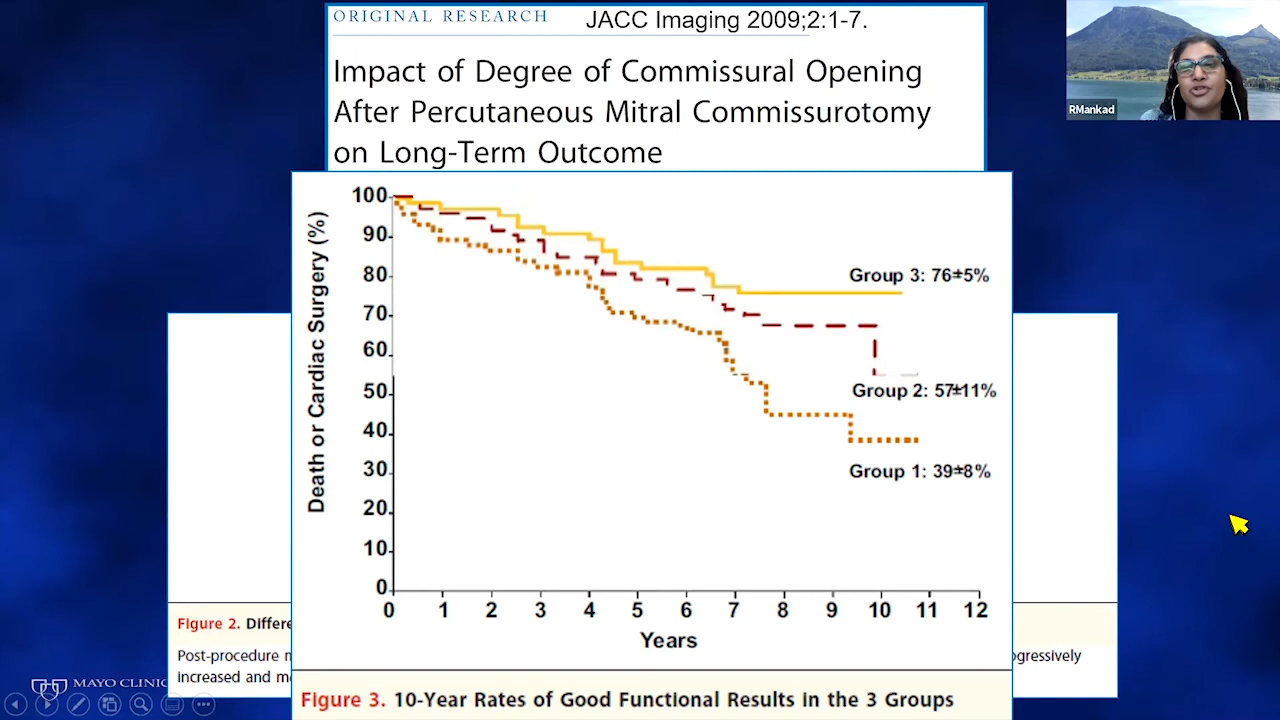 ORIGINAL RESEARCH
JACC Imaging 2009;2:1-7.
Impact of Degree of Commissural Opening
After Percutaneous Mitral Commissurotomy
on Long-Term Outcome
RMankad
Death or Cardiac Surgery (%)
100
90
80
70
60
50
40
30
20
10
0
Group 3: 76±5%
Group 2: 57±11%
Group 1: 39±8%
0 1 2 3 4 5 6 7 8 9 10 11 12
Years
Figure 2. Differe
Post-procedure
ogressively
increased and
MAYO CLINIC
Figure 3. 10-Year Rates of Good Functional Results in the 3 Groups